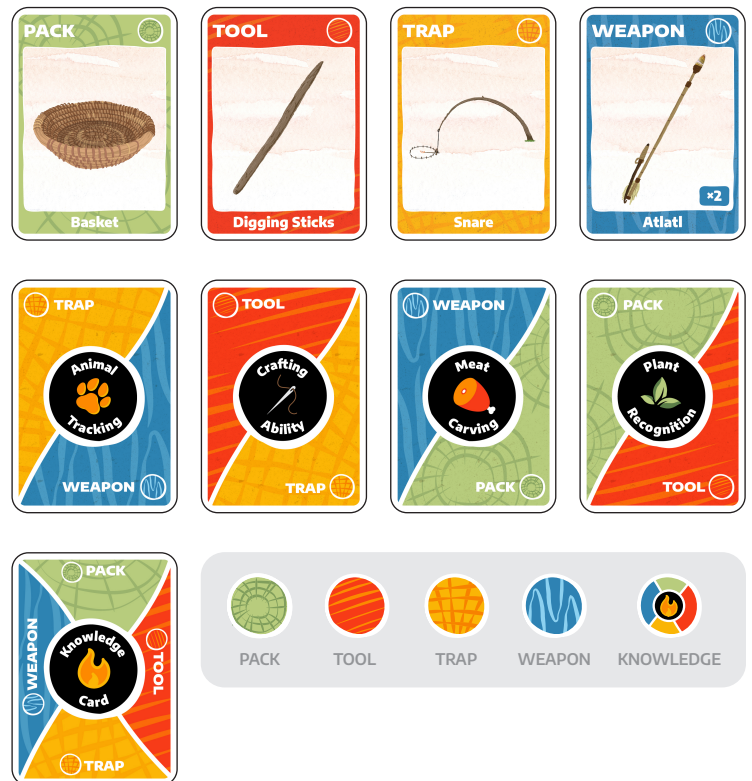 PACK
Basket
TOOL
Digging Sticks
TRAP
Snare
WEAPON
×2
Atlatl
TRAP
Animal
Tracking
WEAPON
TOOL
Crafting
Ability
TRAP
WEAPON
Meat
Carving
PACK
PACK
Plant
Recognition
TOOL
PACK
WEAPON
Knowledge
Card
TOOL
TRAP
PACK
TOOL
TRAP
WEAPON
KNOWLEDGE